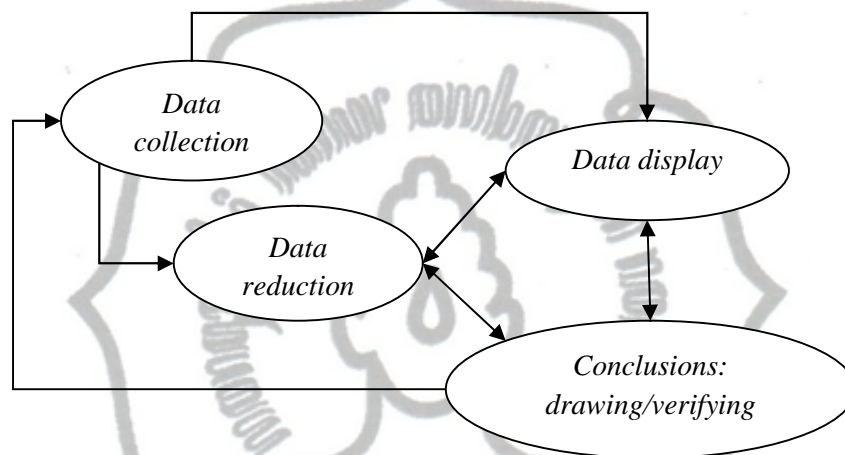 Data
collection
Data display
Data
reduction
Conclusions:
drawing/verifying